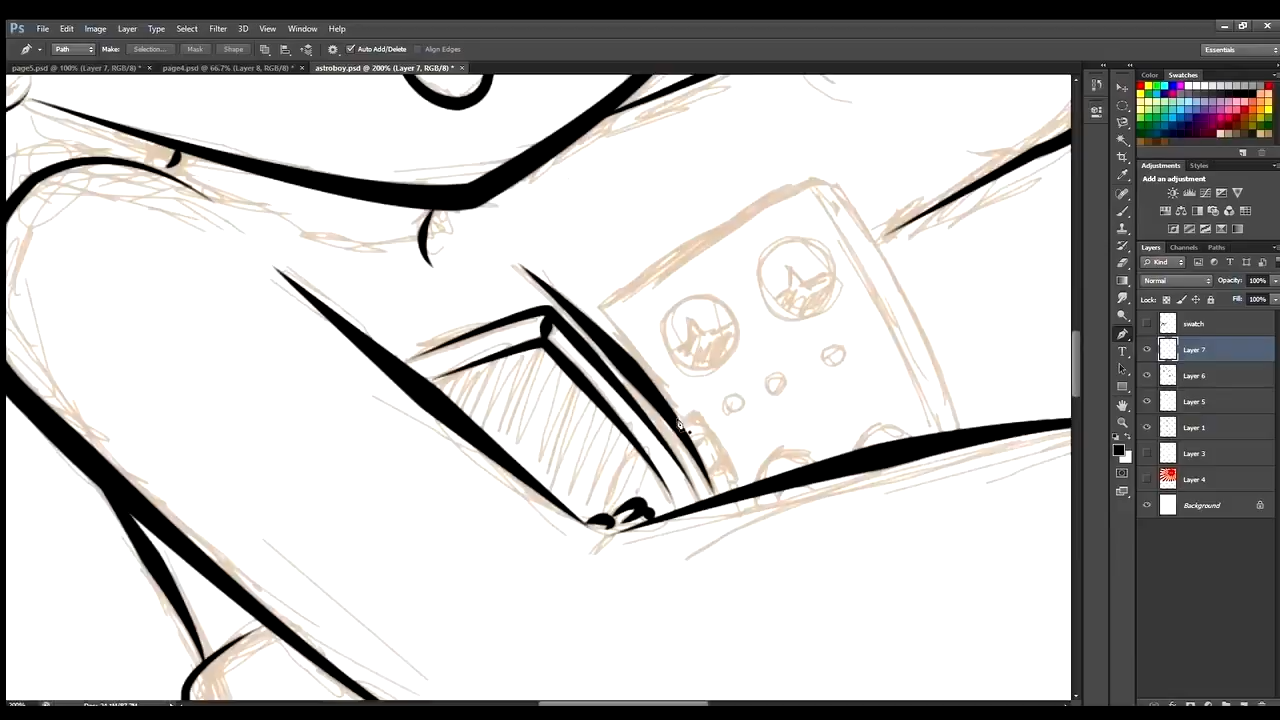 Ps File Edit Image Layer Type Select Filter 3D View Window Help
Path Make: Selection... Mask Shape Auto Add/Delete Align Edges Essentials
page5.psd @ 100% (Layer 7, RGB/8) * × page4.psd @ 66.7% (Layer 8, RGB/8) * × astroboy.psd @ 200% (Layer 7, RGB/8) * ×
Color Swatches
Adjustments Styles
Add an adjustment
Layers Channels Paths
Kind
Normal Opacity: 100%
Lock: Fill: 100%
swatch
Layer 7
Layer 6
Layer 5
Layer 1
Layer 3
Layer 4
Background